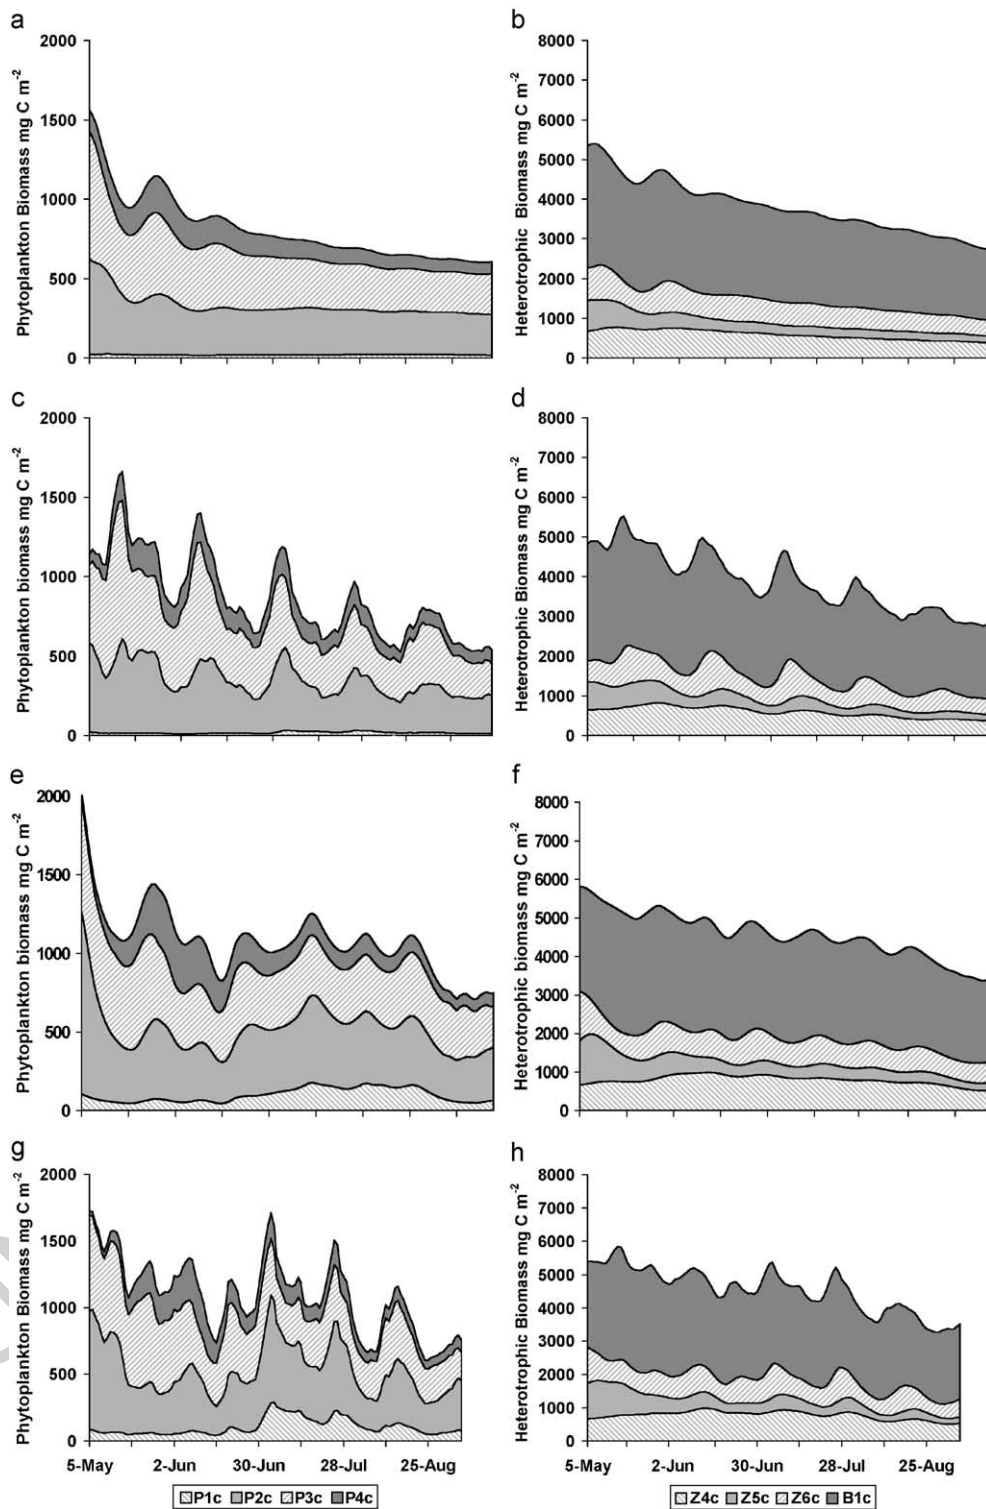 a
b
Phytoplankton Biomass mg C m⁻²
2000
1500
1000
500
0
Heterotrophic Biomass mg C m⁻²
8000
7000
6000
5000
4000
3000
2000
1000
0
c
d
Phytoplankton biomass mg C m⁻²
2000
1500
1000
500
0
Heterotrophic Biomass mg C m⁻²
8000
7000
6000
5000
4000
3000
2000
1000
0
e
f
Phytoplankton biomass mg C m⁻²
2000
1500
1000
500
0
Heterotrophic biomass mg C m⁻²
8000
7000
6000
5000
4000
3000
2000
1000
0
g
h
Phytoplankton Biomass mg C m⁻²
2000
1500
1000
500
0
5-May 2-Jun 30-Jun 28-Jul 25-Aug
P1c P2c P3c P4c
Heterotrophic Biomass mg C m⁻²
8000
7000
6000
5000
4000
3000
2000
1000
0
5-May 2-Jun 30-Jun 28-Jul 25-Aug
Z4c Z5c Z6c B1c